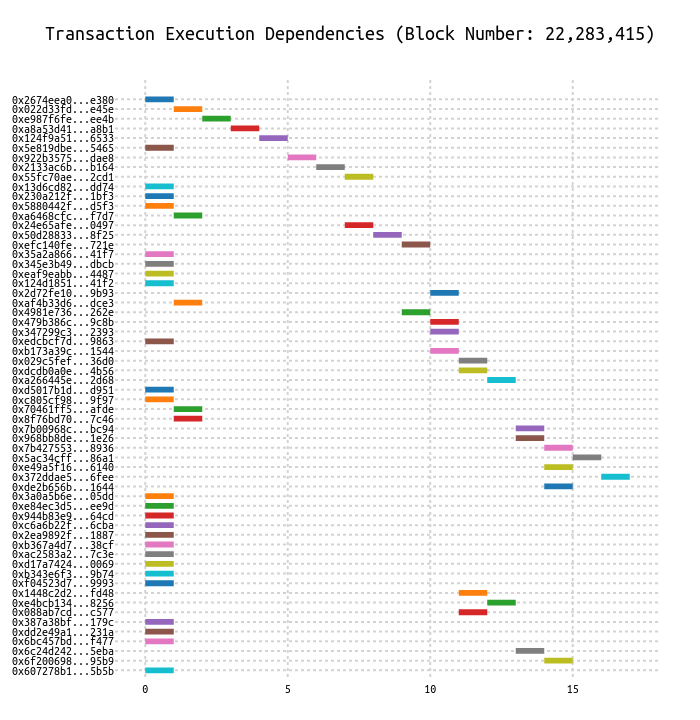 Transaction Execution Dependencies (Block Number: 22,283,415)
0x2674eea0...e380
0x022d33fd...e45e
0xe987f6fe...ee4b
0xa8a53d41...a8b1
0x124f9a51...6533
0x5e819dbe...5465
0x922b3575...dae8
0x2133ac6b...b164
0x55fc70ae...2cd1
0x13d6cd82...dd74
0x230a212f...1bf3
0x5880442f...d5f3
0xa6468cfc...f7d7
0x24e65afe...0497
0x50d28833...8f25
0xefc140fe...721e
0x35a2a866...41f7
0x345e3b49...dbcb
0xeaf9eabb...4487
0x124d1851...41f2
0x2d72fe10...9b93
0xaf4b33d6...dce3
0x4981e736...262e
0x479b386c...9c8b
0x347299c3...2393
0xedcbcf7d...9863
0xb173a39c...1544
0x029c5fef...36d0
0xdcdb0a0e...4b56
0xa266445e...2d68
0xd5017b1d...d951
0xc805cf98...9f97
0x70461ff5...afde
0x8f76bd70...7c46
0x7b00968c...bc94
0x968bb8de...1e26
0x7b427553...8936
0x5ac34cff...86a1
0xe49a5f16...6140
0x372ddae5...6fee
0xde2b656b...1644
0x3a0a5b6e...05dd
0xe84ec3d5...ee9d
0x944b83e9...64cd
0xc6a6b22f...6cba
0x2ea9892f...1887
0xb367a4d7...38cf
0xac2583a2...7c3e
0xd17a7424...0069
0xb343e6f3...9b74
0xf04523d7...9993
0x1448c2d2...fd48
0xe4bcb134...8256
0x088ab7cd...c577
0x387a38bf...179c
0xdd2e49a1...231a
0x6bc457bd...f477
0x6c24d242...5eba
0x6f200698...95b9
0x607278b1...5b5b
0 5 10 15